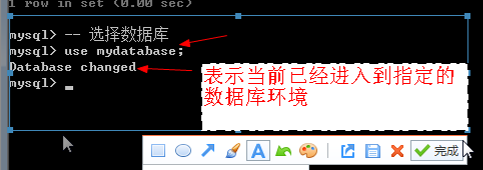 1 row in set (0.00 sec)
mysql> -- 选择数据库
mysql> use mydatabase;
Database changed
mysql>
表示当前已经进入到指定的
数据库环境
A
完成